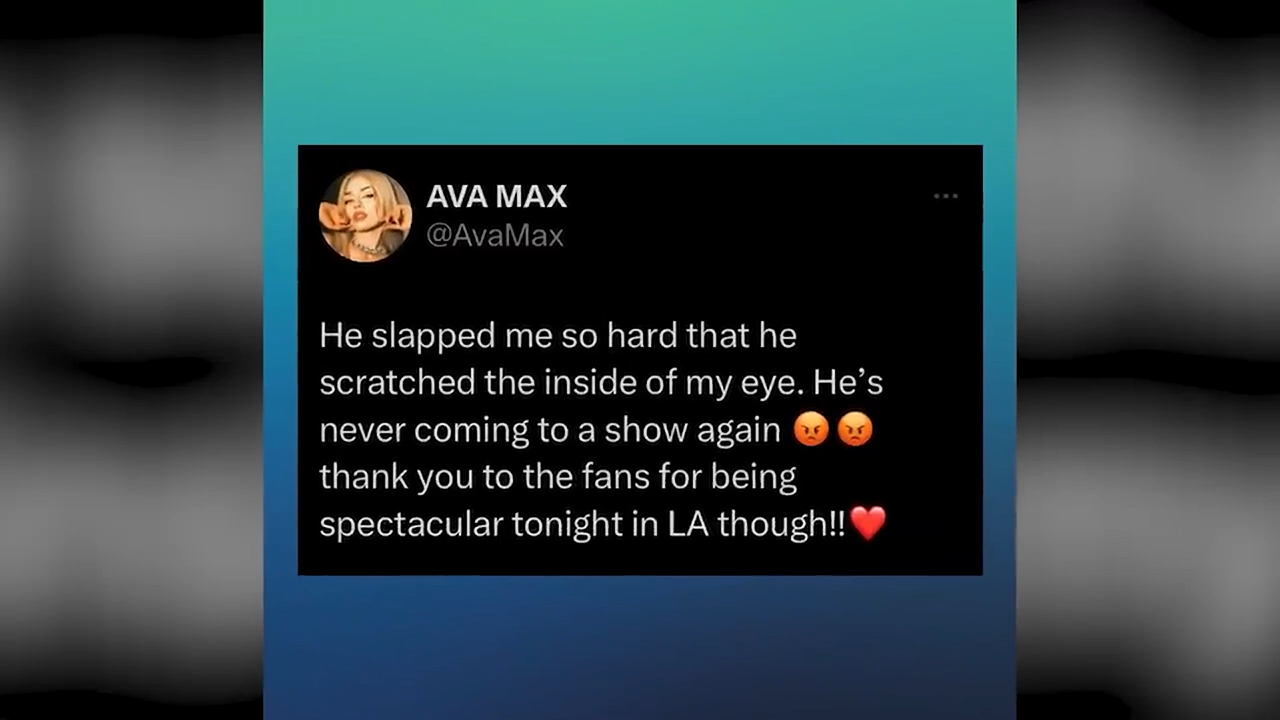 AVA MAX
@AvaMax
He slapped me so hard that he
scratched the inside of my eye. He’s
never coming to a show again 😡😡
thank you to the fans for being
spectacular tonight in LA though!!❤️